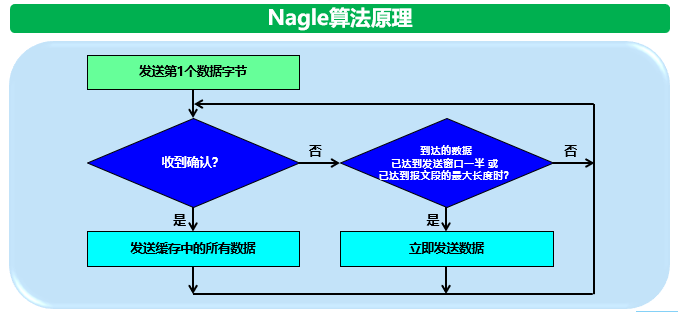 Nagle算法原理
发送第1个数据字节
收到确认？
否
到达的数据
已达到发送窗口一半 或
已达到报文段的最大长度时？
否
是
是
发送缓存中的所有数据
立即发送数据